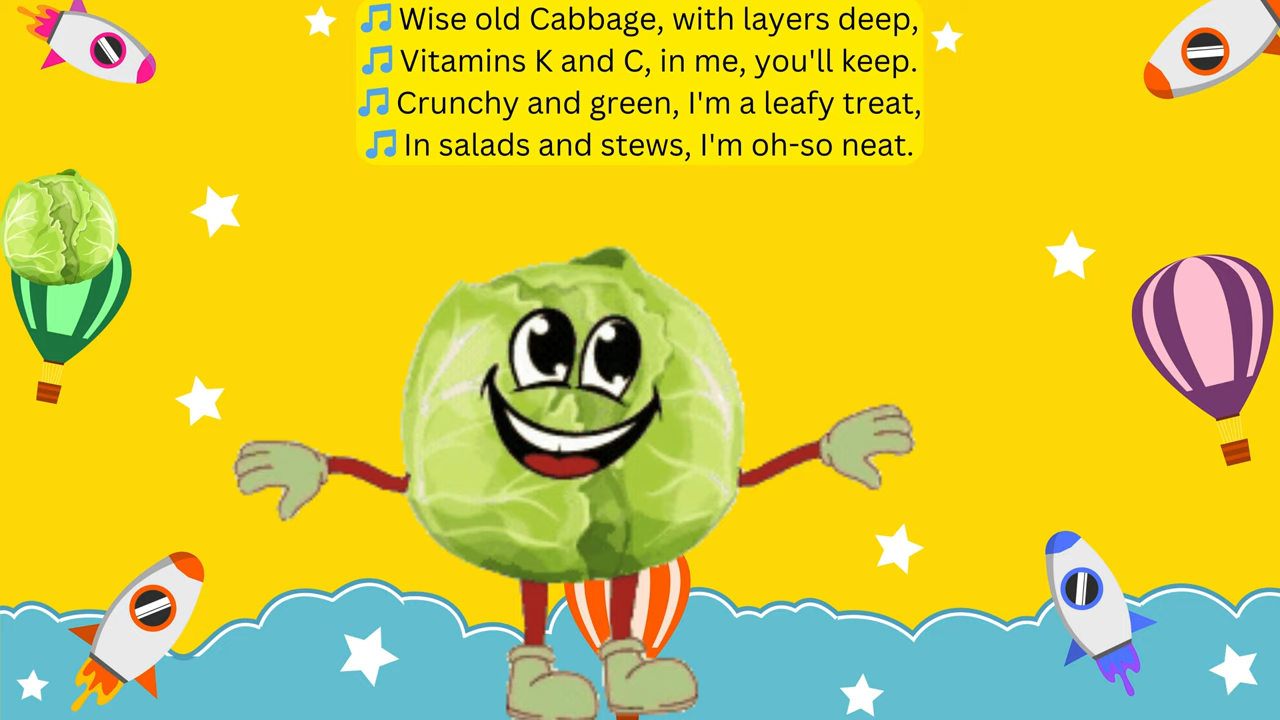 🎵 Wise old Cabbage, with layers deep,
🎵 Vitamins K and C, in me, you'll keep.
🎵 Crunchy and green, I'm a leafy treat,
🎵 In salads and stews, I'm oh-so neat.